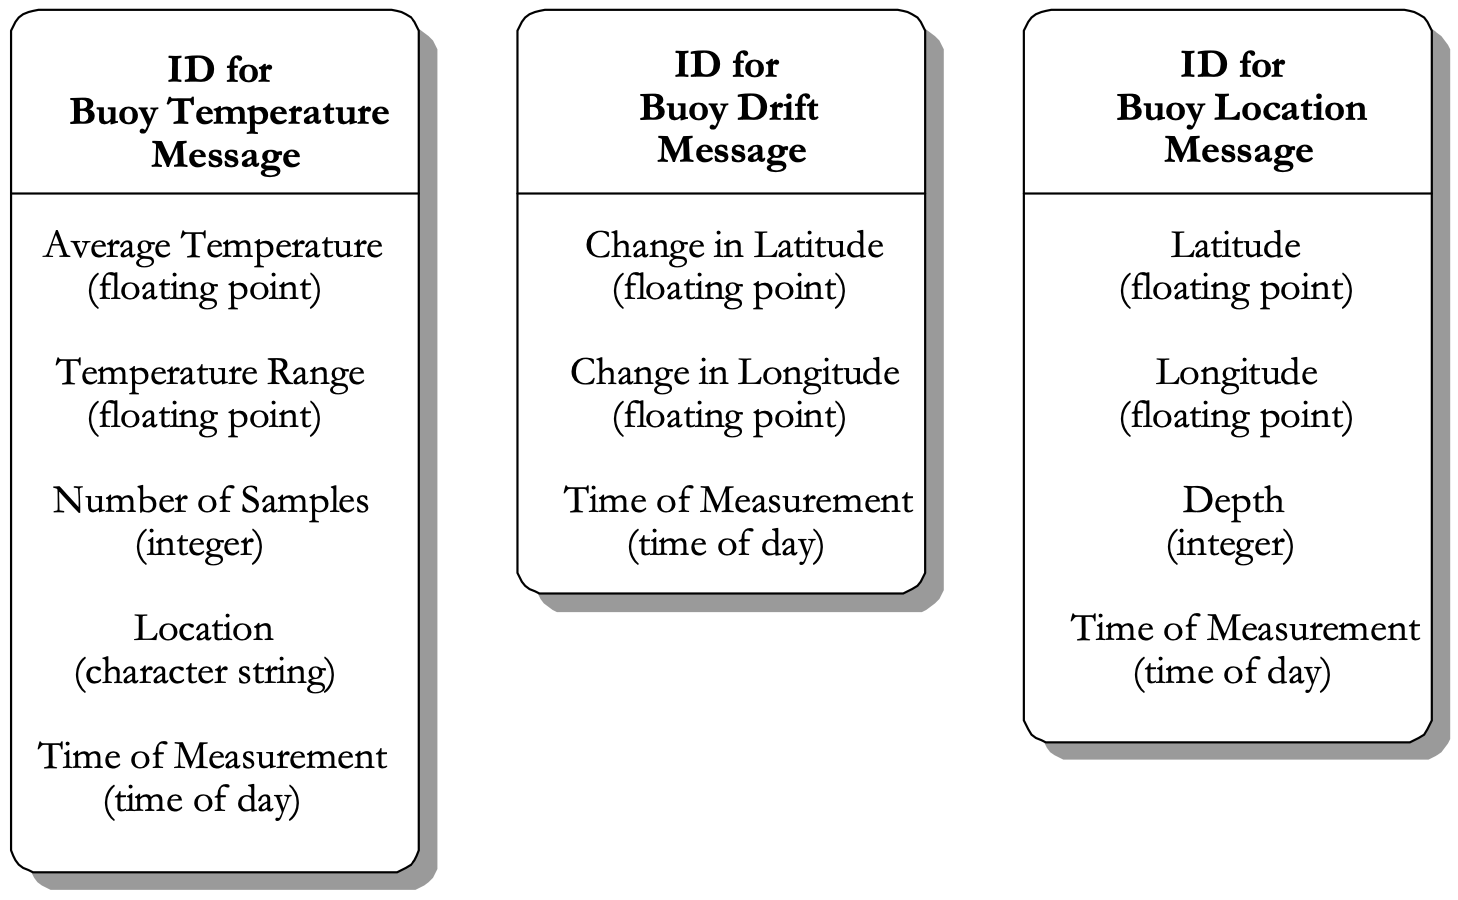 ID for
Buoy Temperature
Message
Average Temperature
(floating point)
Temperature Range
(floating point)
Number of Samples
(integer)
Location
(character string)
Time of Measurement
(time of day)
ID for
Buoy Drift
Message
Change in Latitude
(floating point)
Change in Longitude
(floating point)
Time of Measurement
(time of day)
ID for
Buoy Location
Message
Latitude
(floating point)
Longitude
(floating point)
Depth
(integer)
Time of Measurement
(time of day)